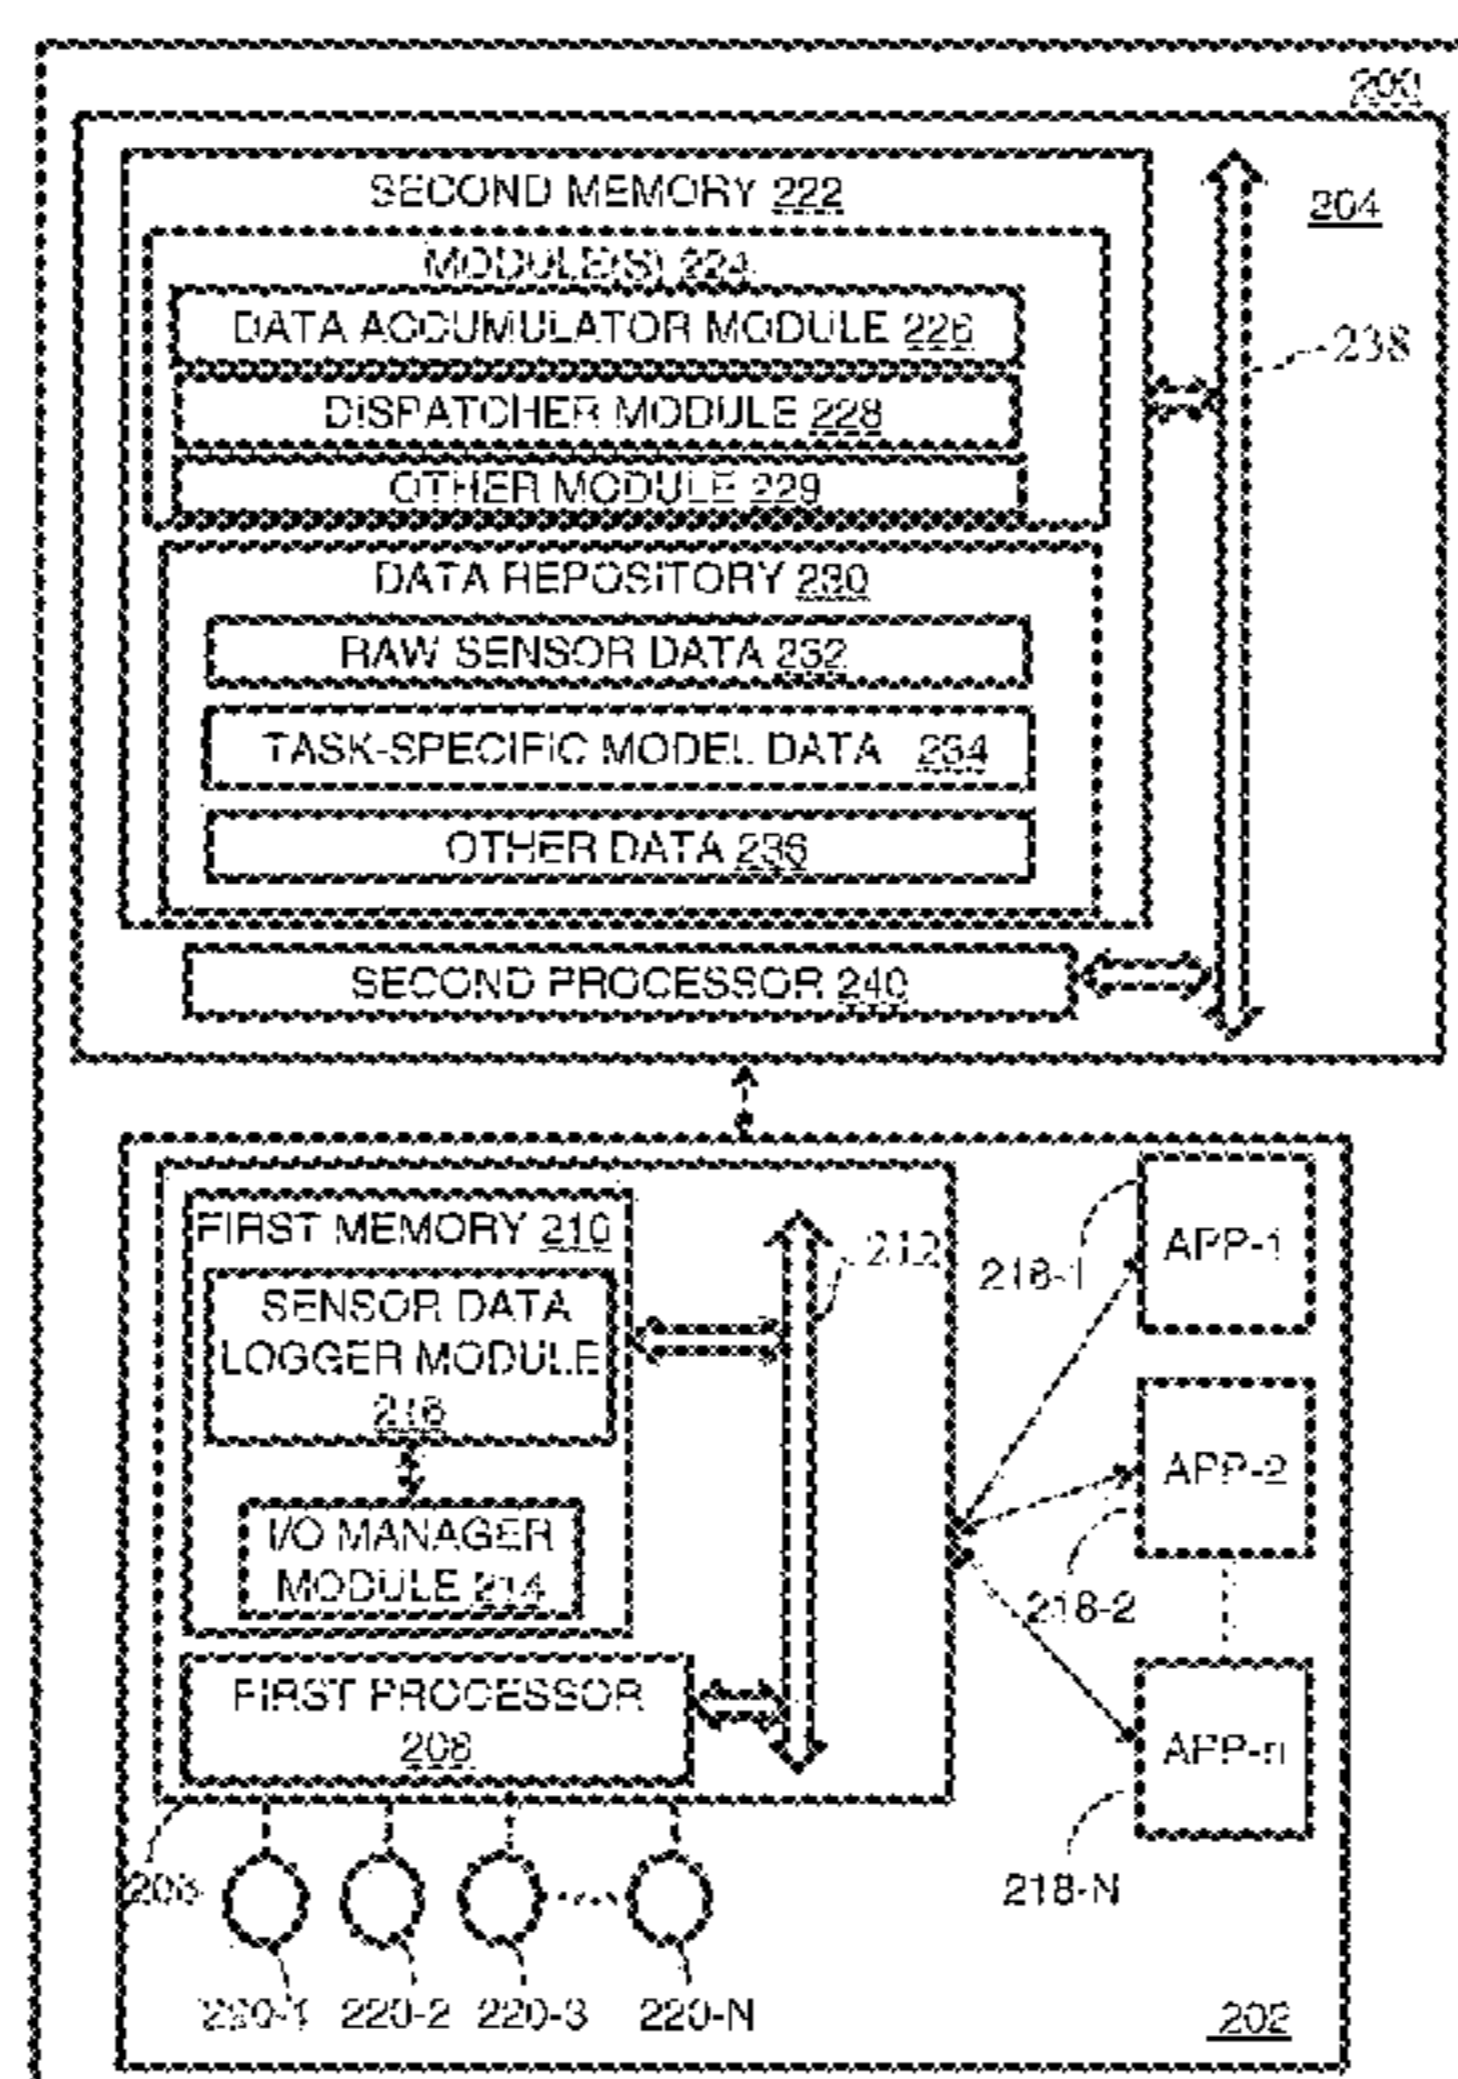 200
SECOND MEMORY 222
204
MODULE(S) 224
DATA ACCUMULATOR MODULE 226
238
DISPATCHER MODULE 228
OTHER MODULE 229
DATA REPOSITORY 230
RAW SENSOR DATA 232
TASK-SPECIFIC MODEL DATA 234
OTHER DATA 236
SECOND PROCESSOR 240
FIRST MEMORY 210
212
218-1
APP-1
SENSOR DATA
LOGGER MODULE
216
APP-2
I/O MANAGER
MODULE 214
218-2
FIRST PROCESSOR
APP-n
218-N
220-1
220-2
220-3
220-N
202